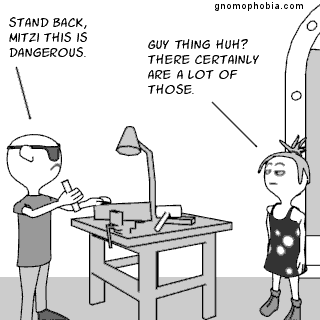 gnomophobia.com
STAND BACK,
MITZI THIS IS
DANGEROUS.
GUY THING HUH?
THERE CERTAINLY
ARE A LOT OF
THOSE.